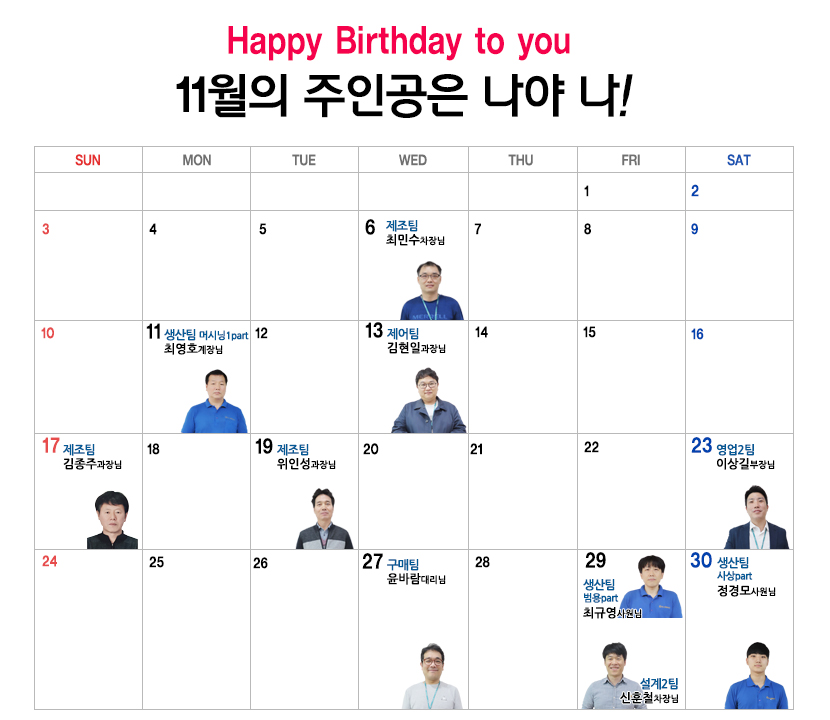 Happy Birthday to you
11월의 주인공은 나야 나!
SUN MON TUE WED THU FRI SAT
1 2
3 4 5 6 제조팀 7 8 9
최민수차장님
10 11 생산팀 머시닝1part 12 13 제어팀 14 15 16
최영호계장님 김현일과장님
17 제조팀 18 19 제조팀 20 21 22 23 영업2팀
김종주과장님 위인성과장님 이상길부장님
24 25 26 27 구매팀 28 29 30 생산팀
윤바람대리님 생산팀 사상part
범용part 정경모사원님
최규영사원님
설계2팀
신훈철차장님